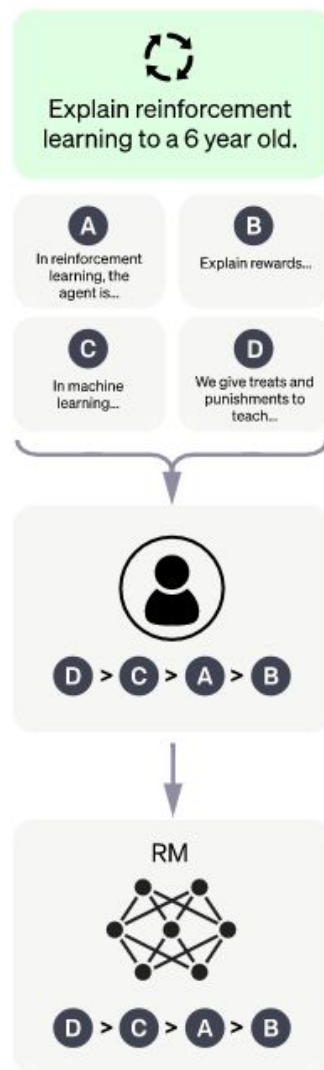 Explain reinforcement
learning to a 6 year old.
A
In reinforcement
learning, the
agent is...
B
Explain rewards...
C
In machine
learning...
D
We give treats and
punishments to
teach...
D > C > A > B
RM
D > C > A > B